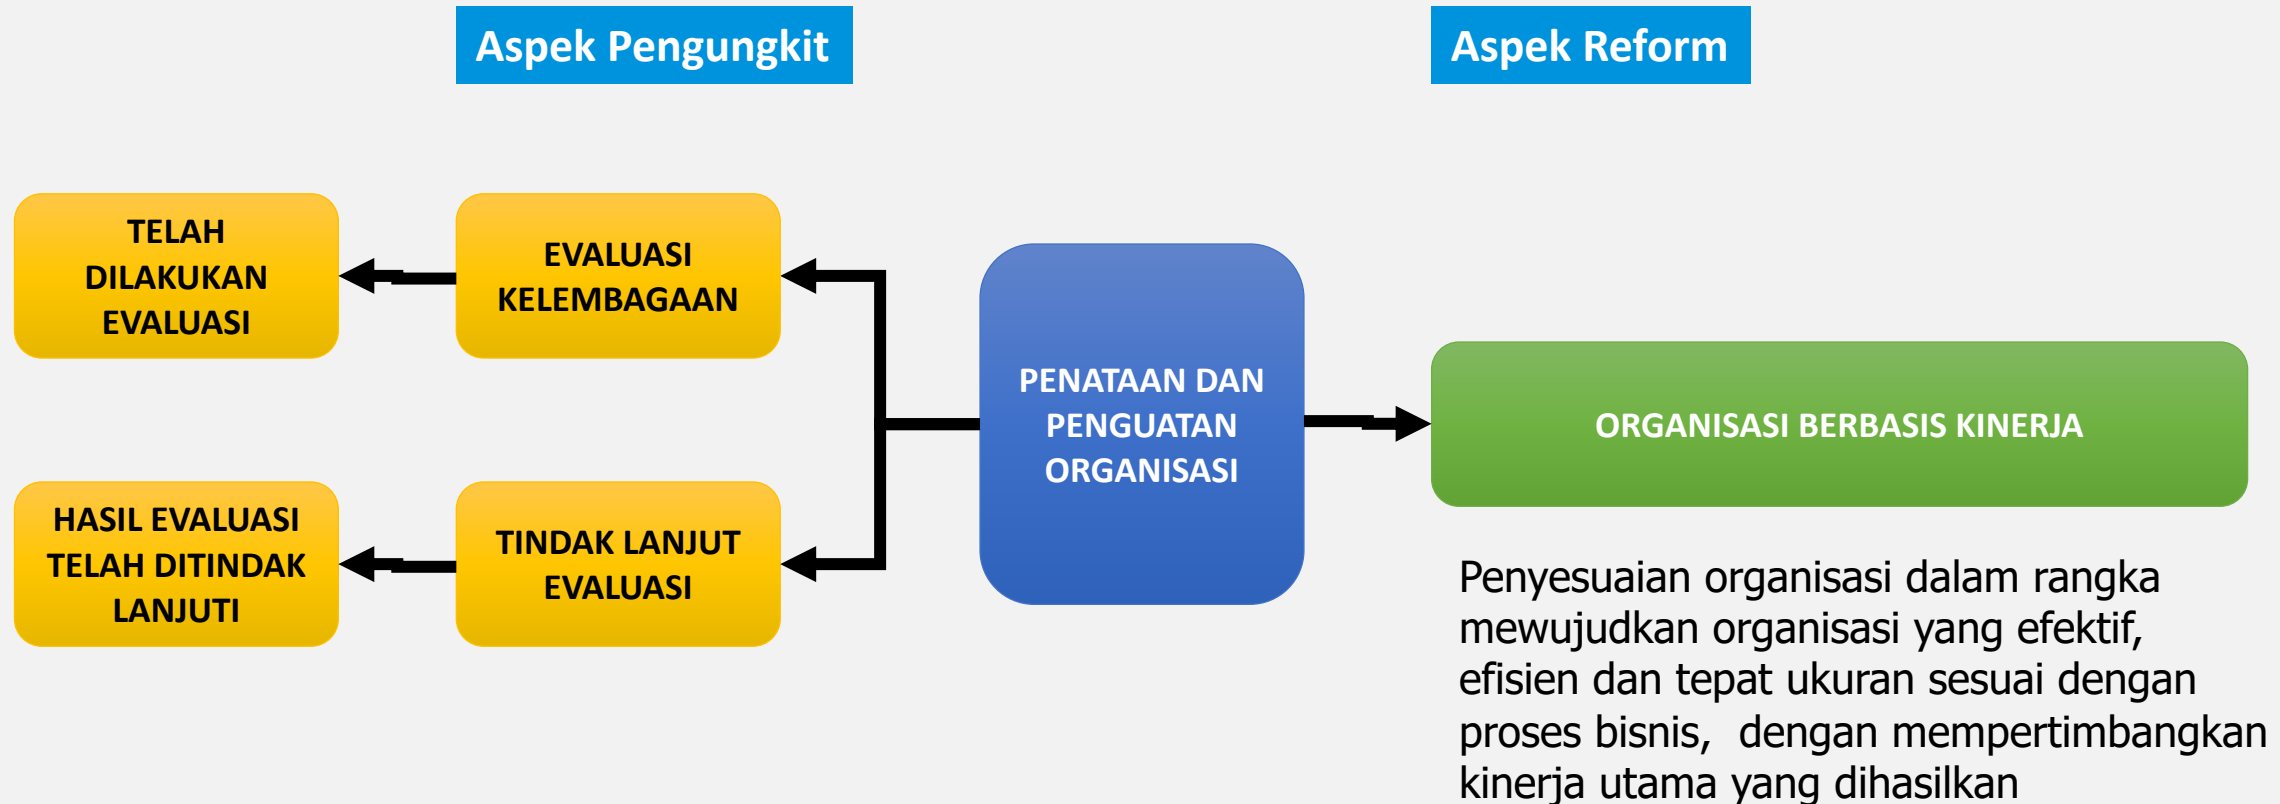 Aspek Pengungkit
Aspek Reform
TELAH
DILAKUKAN
EVALUASI
EVALUASI
KELEMBAGAAN
HASIL EVALUASI
TELAH DITINDAK
LANJUTI
TINDAK LANJUT
EVALUASI
PENATAAN DAN
PENGUATAN
ORGANISASI
ORGANISASI BERBASIS KINERJA
Penyesuaian organisasi dalam rangka
mewujudkan organisasi yang efektif,
efisien dan tepat ukuran sesuai dengan
proses bisnis,  dengan mempertimbangkan
kinerja utama yang dihasilkan